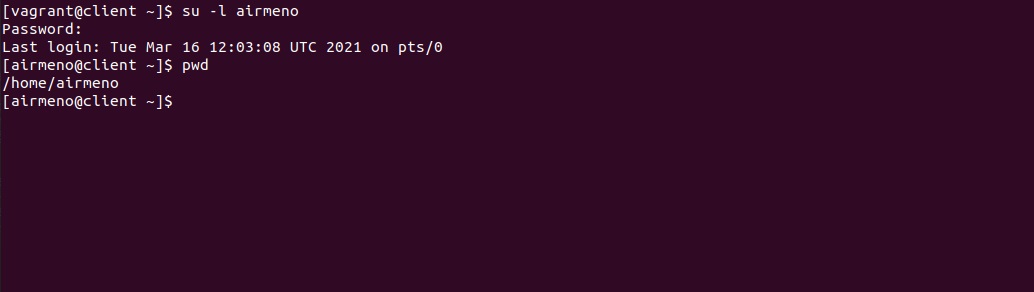 [vagrant@client ~]$ su -l airmeno
Password:
Last login: Tue Mar 16 12:03:08 UTC 2021 on pts/0
[airmeno@client ~]$ pwd
/home/airmeno
[airmeno@client ~]$